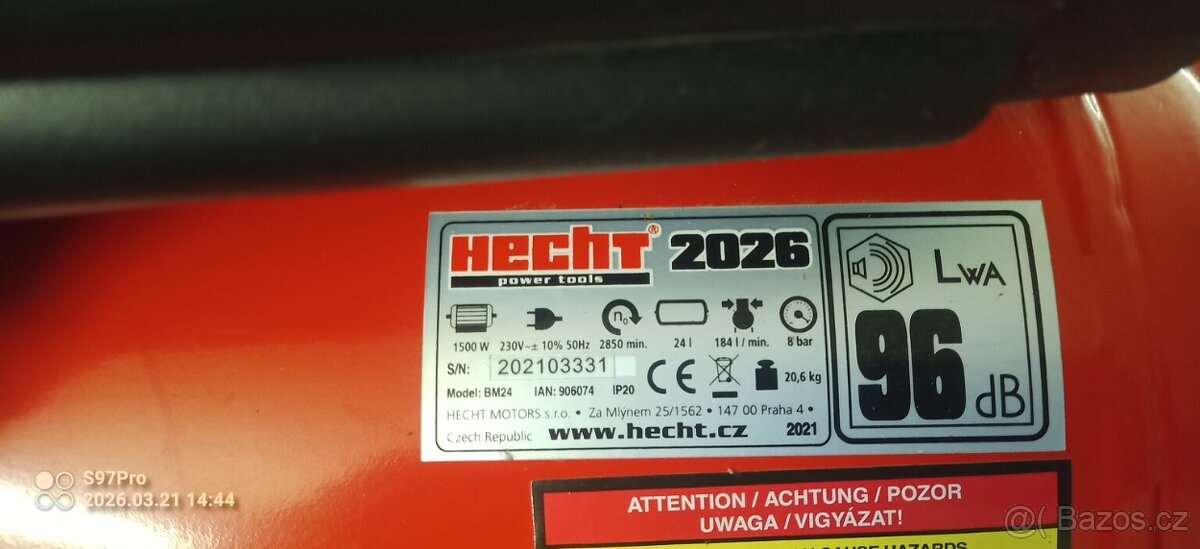 HECHT® 2026
power tools
1500 W 230V~± 10% 50Hz 2850 min. 24 l 184 l / min. 8 bar
S/N: 202103331
Model: BM24 IAN: 906074 IP20 CE 20,6 kg
HECHT MOTORS s.r.o. • Za Mlýnem 25/1562 • 147 00 Praha 4 •
Czech Republic www.hecht.cz 2021
LWA
96
dB
ATTENTION / ACHTUNG / POZOR
UWAGA / VIGYÁZAT!
S97Pro
2026.03.21 14:44
@ Bazos.cz